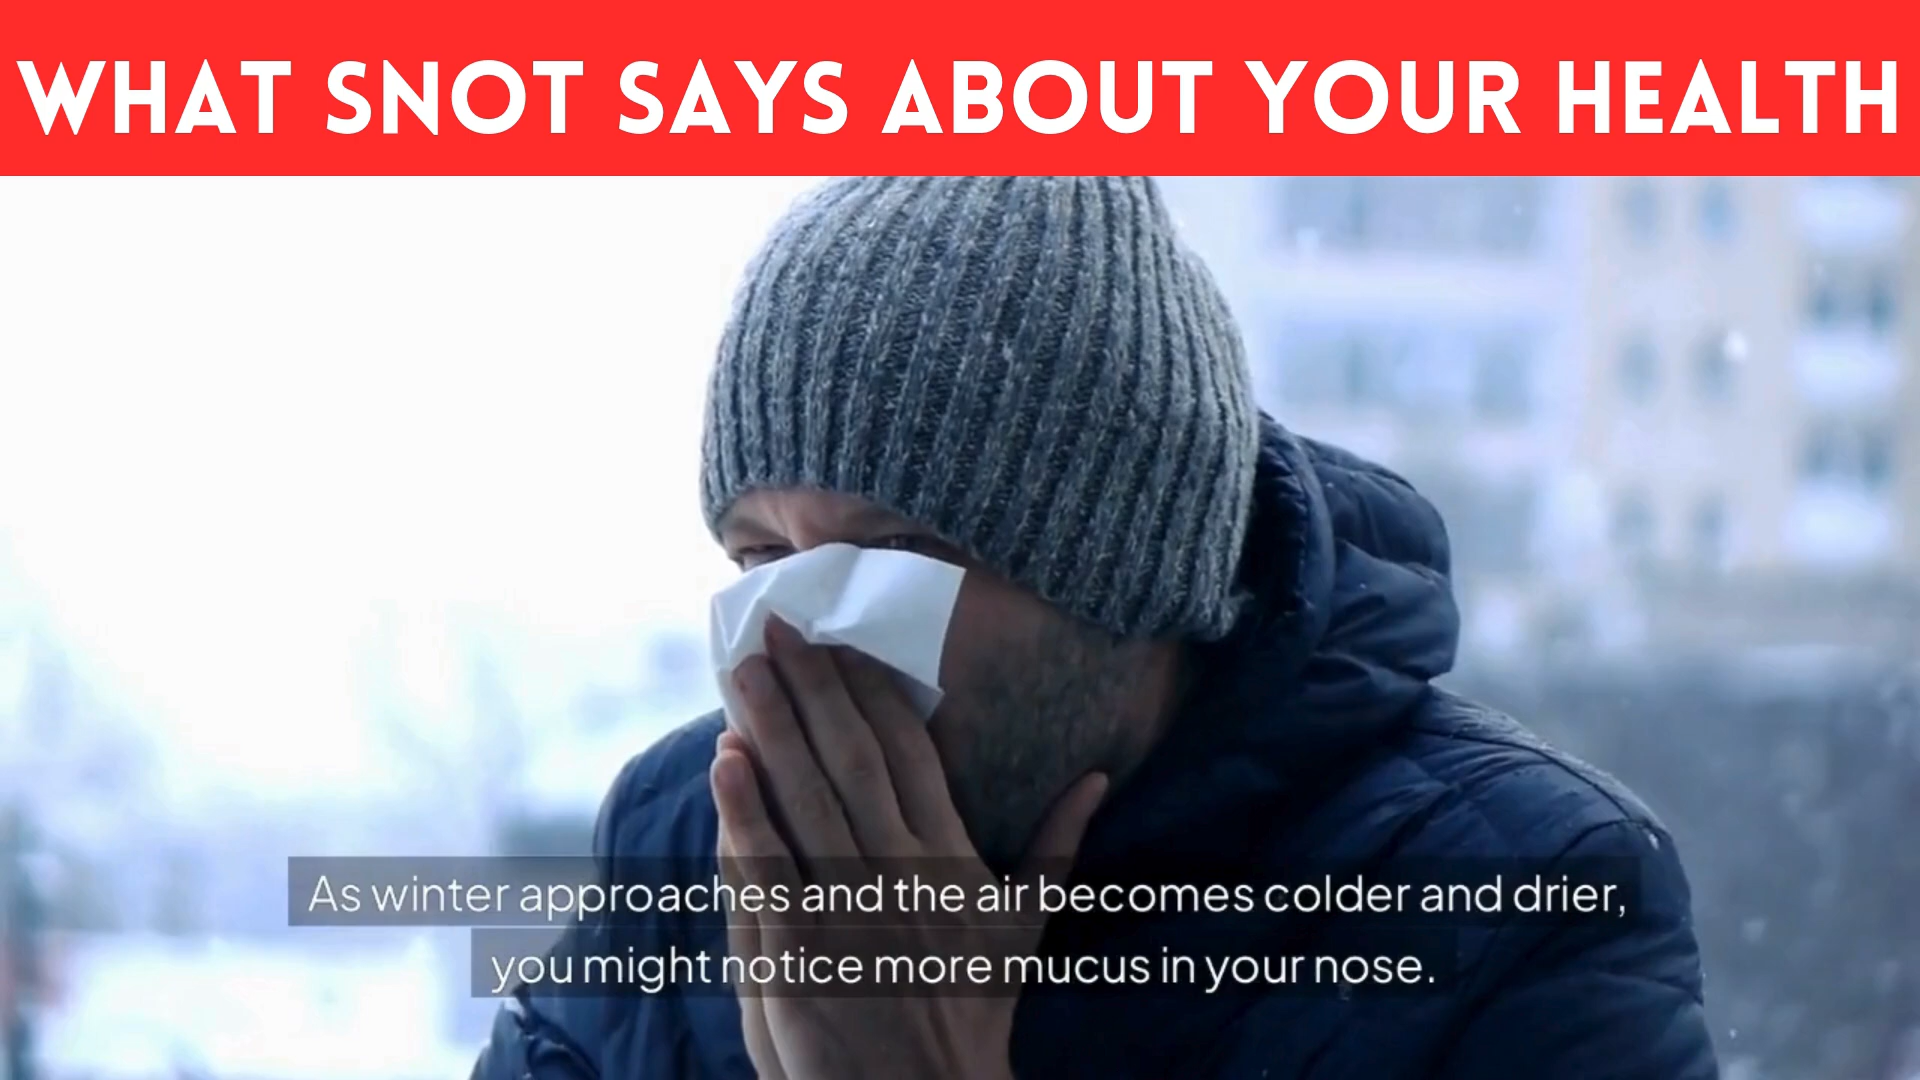 WHAT SNOT SAYS ABOUT YOUR HEALTH
As winter approaches and the air becomes colder and drier,
you might notice more mucus in your nose.